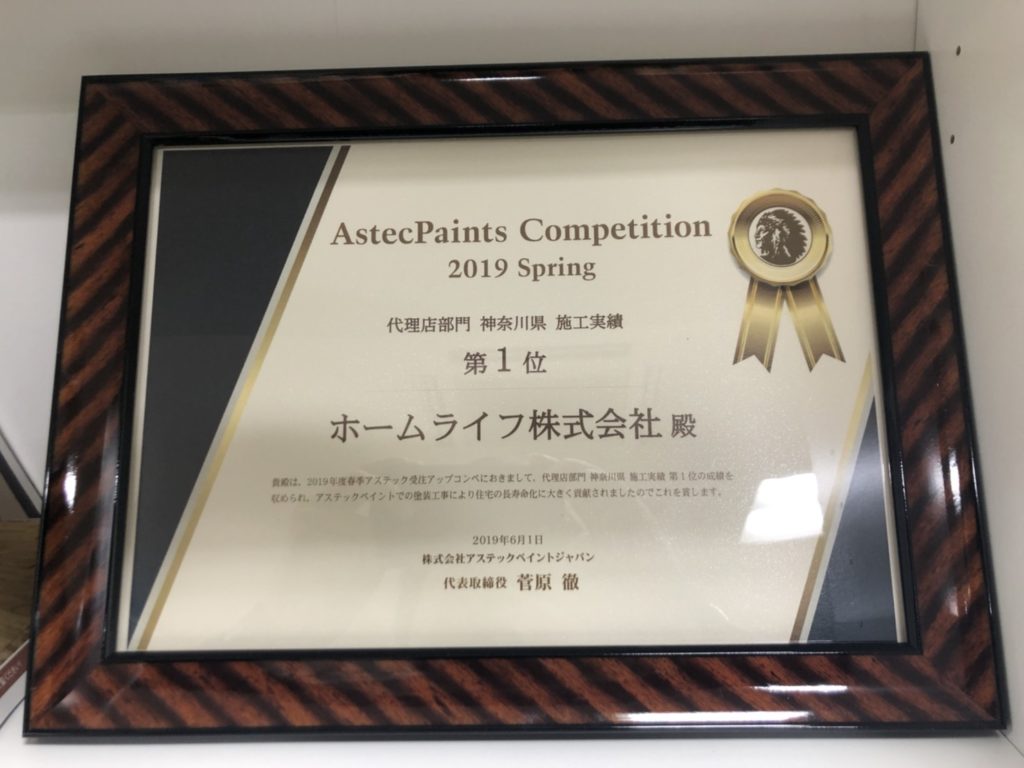 AstecPaints Competition
2019 Spring
代理店部門 神奈川県 施工実績
第1位
ホームライフ株式会社 殿
貴殿は、2019年度春季アステック受注アップコンペにおきまして、代理店部門 神奈川県 施工実績 第1位の成績を
収められ、アステックペイントでの塗装工事により住宅の長寿命化に大きく貢献されましたのでこれを賞します。
2019年6月1日
株式会社アステックペイントジャパン
代表取締役 菅原 徹